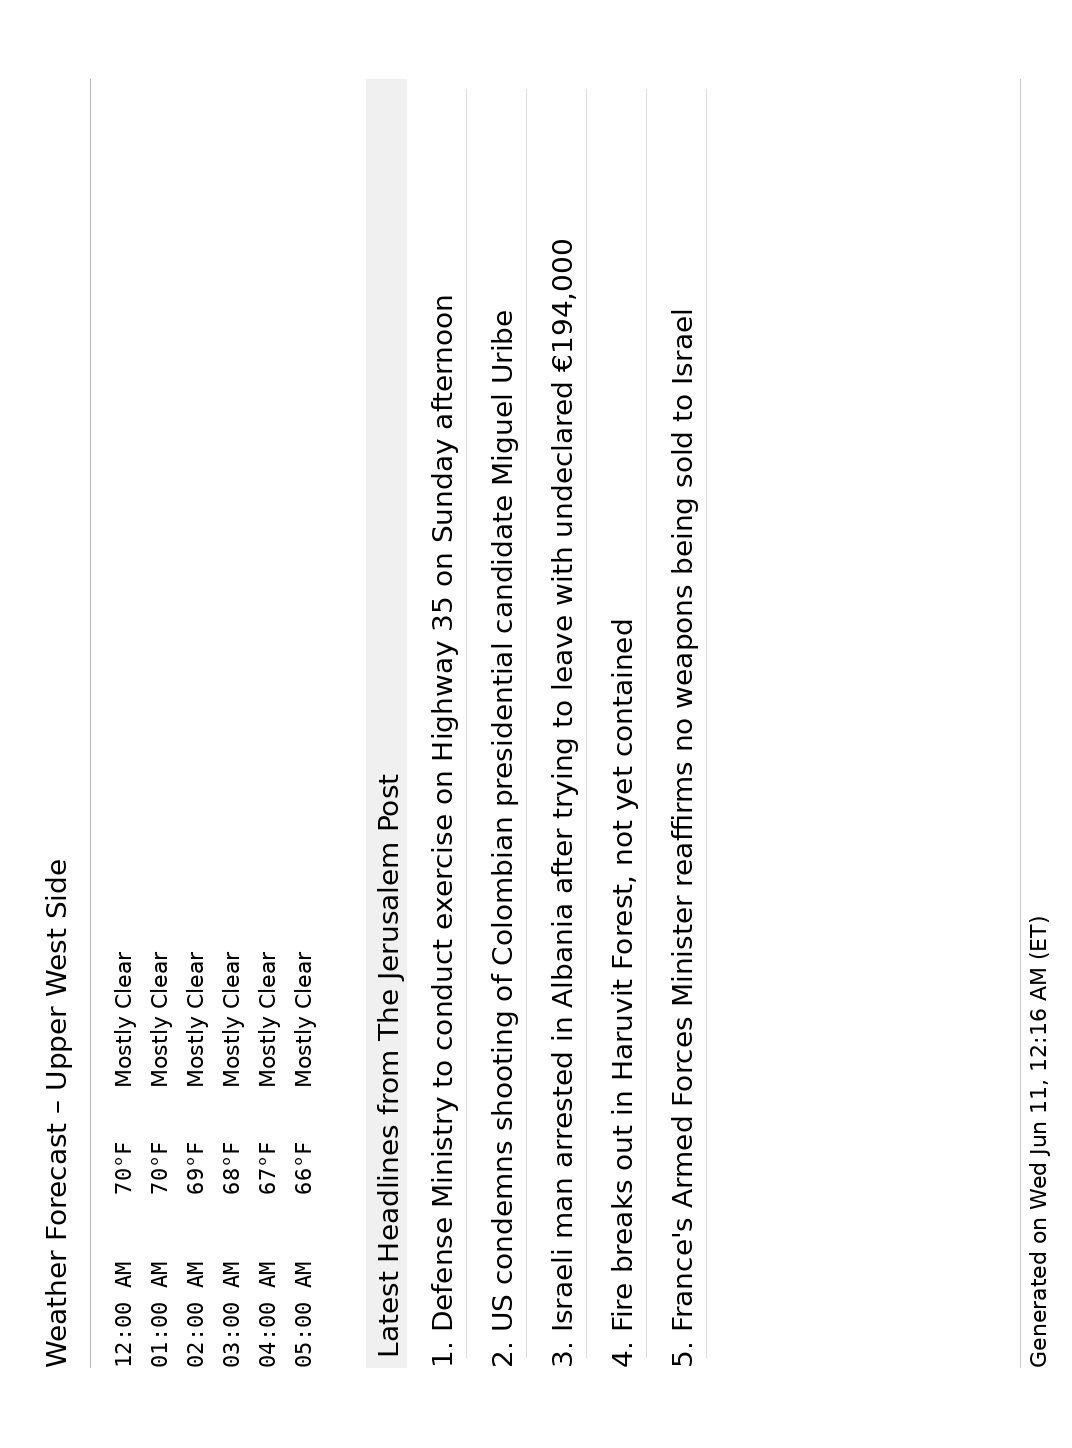 Weather Forecast – Upper West Side
12:00 AM 70°F Mostly Clear
01:00 AM 70°F Mostly Clear
02:00 AM 69°F Mostly Clear
03:00 AM 68°F Mostly Clear
04:00 AM 67°F Mostly Clear
05:00 AM 66°F Mostly Clear
Latest Headlines from The Jerusalem Post
1. Defense Ministry to conduct exercise on Highway 35 on Sunday afternoon
2. US condemns shooting of Colombian presidential candidate Miguel Uribe
3. Israeli man arrested in Albania after trying to leave with undeclared €194,000
4. Fire breaks out in Haruvit Forest, not yet contained
5. France's Armed Forces Minister reaffirms no weapons being sold to Israel
Generated on Wed Jun 11, 12:16 AM (ET)